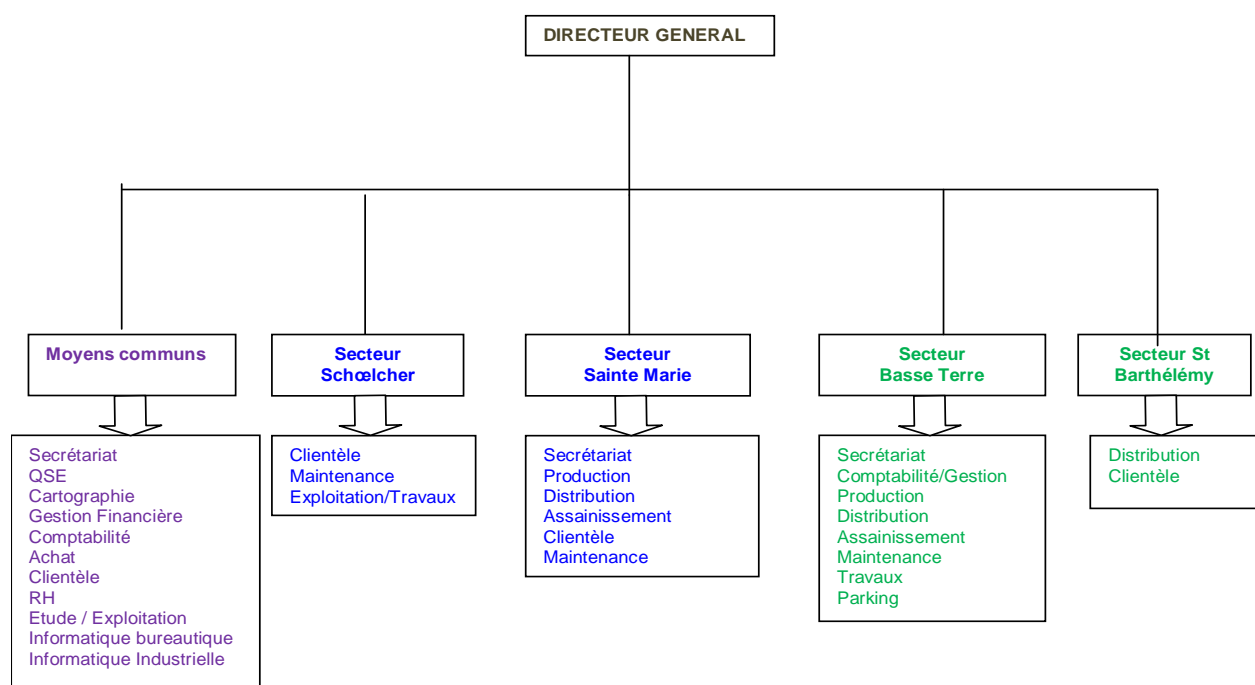 DIRECTEUR GENERAL
Moyens communs
Secrétariat
QSE
Cartographie
Gestion Financière
Comptabilité
Achat
Clientèle
RH
Etude / Exploitation
Informatique bureautique
Informatique Industrielle
Secteur
Schœlcher
Clientèle
Maintenance
Exploitation/Travaux
Secteur
Sainte Marie
Secrétariat
Production
Distribution
Assainissement
Clientèle
Maintenance
Secteur
Basse Terre
Secrétariat
Comptabilité/Gestion
Production
Distribution
Assainissement
Maintenance
Travaux
Parking
Secteur St
Barthélémy
Distribution
Clientèle